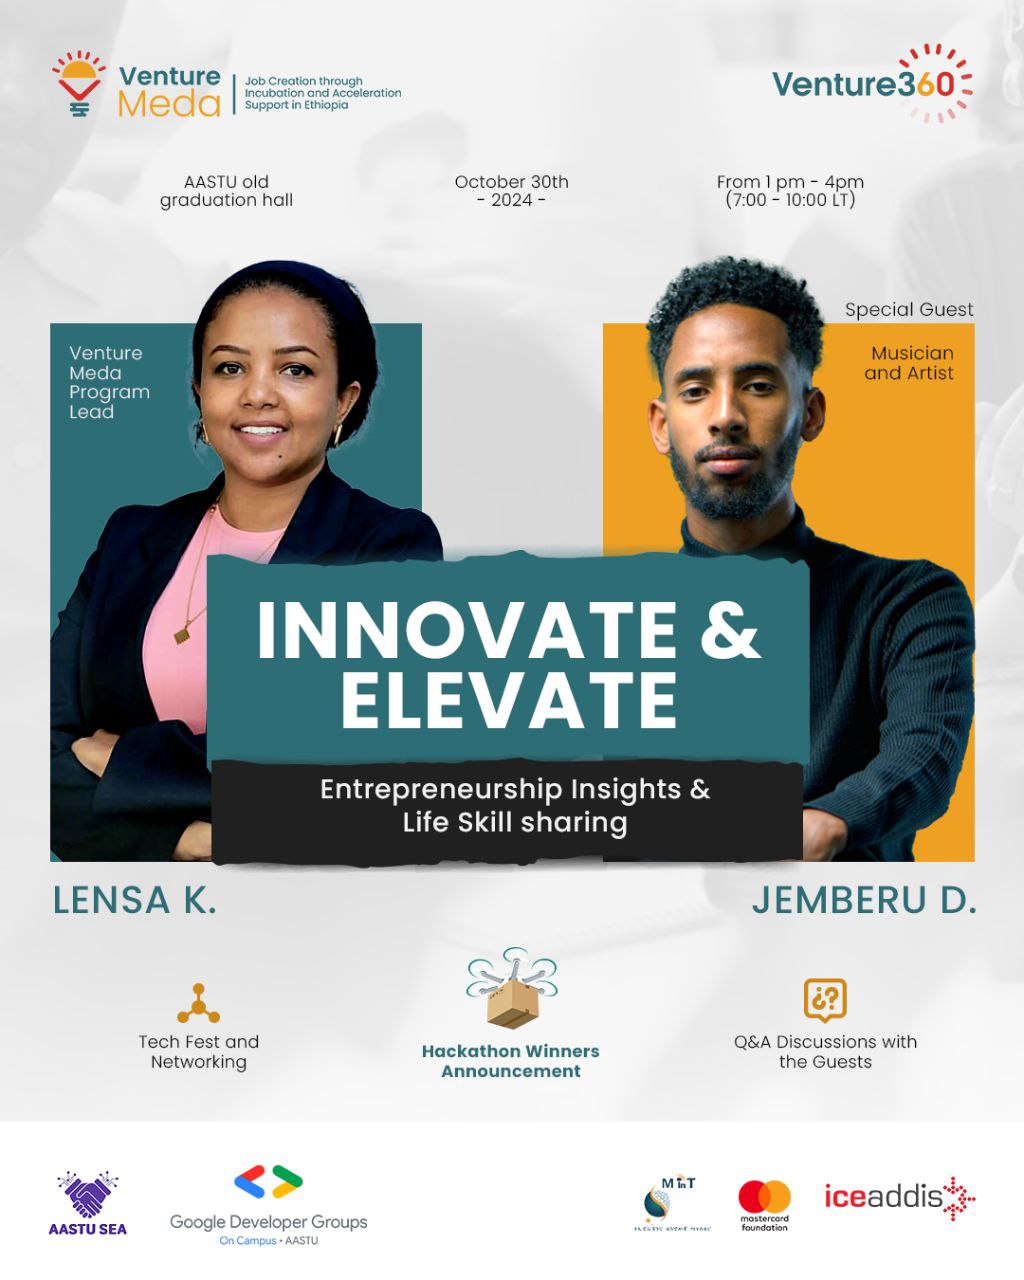 Venture
Meda
Job Creation through
Incubation and Acceleration
Support in Ethiopia
Venture360
AASTU old
graduation hall
October 30th
- 2024 -
From 1 pm - 4pm
(7:00 - 10:00 LT)
Special Guest
Venture
Meda
Program
Lead
Musician
and Artist
INNOVATE &
ELEVATE
Entrepreneurship Insights &
Life Skill sharing
LENSA K.
JEMBERU D.
Tech Fest and
Networking
Hackathon Winners
Announcement
¿?
Q&A Discussions with
the Guests
AASTU SEA
Google Developer Groups
On Campus • AASTU
MInT
mastercard
foundation
iceaddis